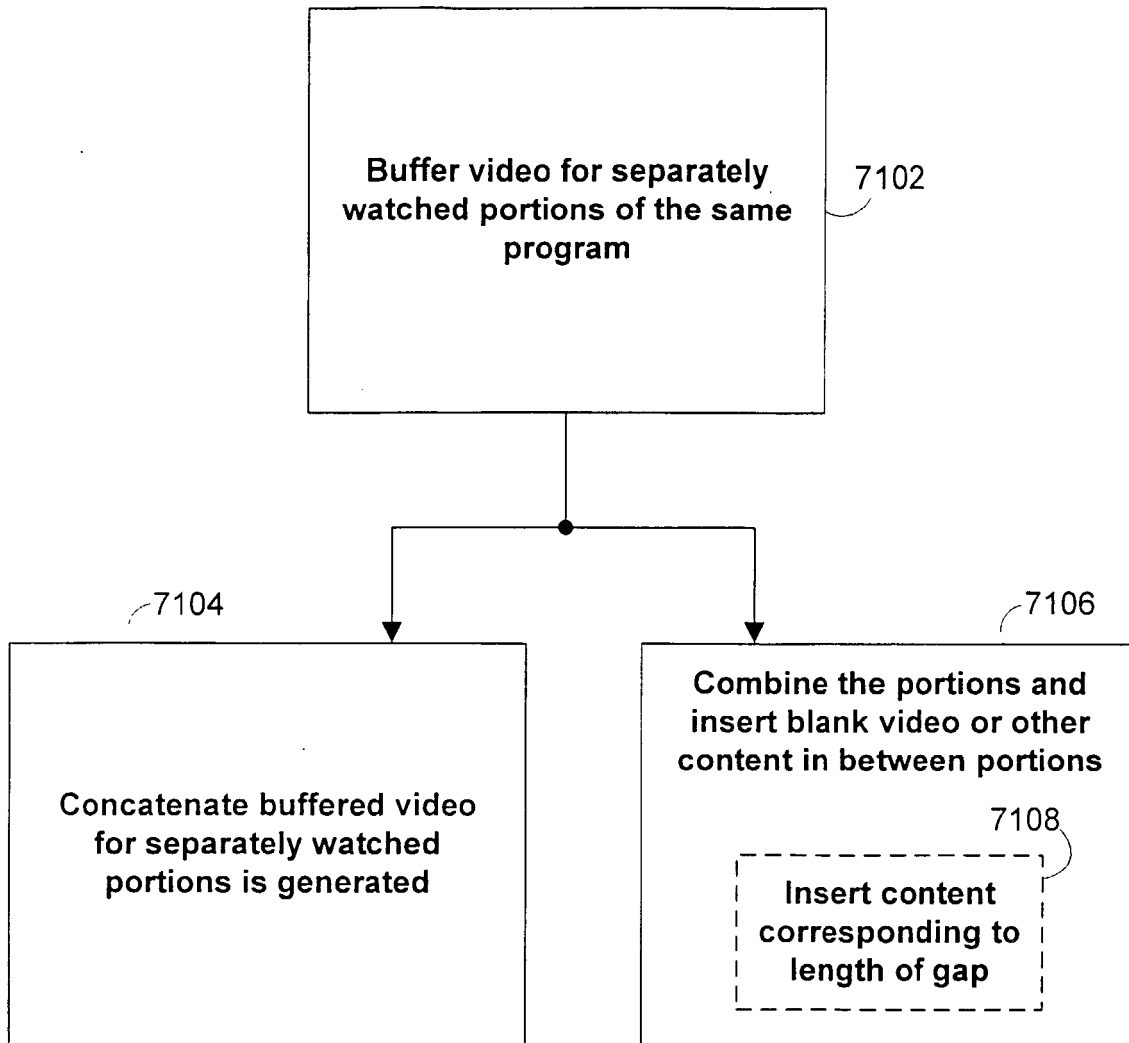 Buffer video for separately
watched portions of the same
program
7102
7104
Concatenate buffered video
for separately watched
portions is generated
7106
Combine the portions and
insert blank video or other
content in between portions
7108
Insert content
corresponding to
length of gap